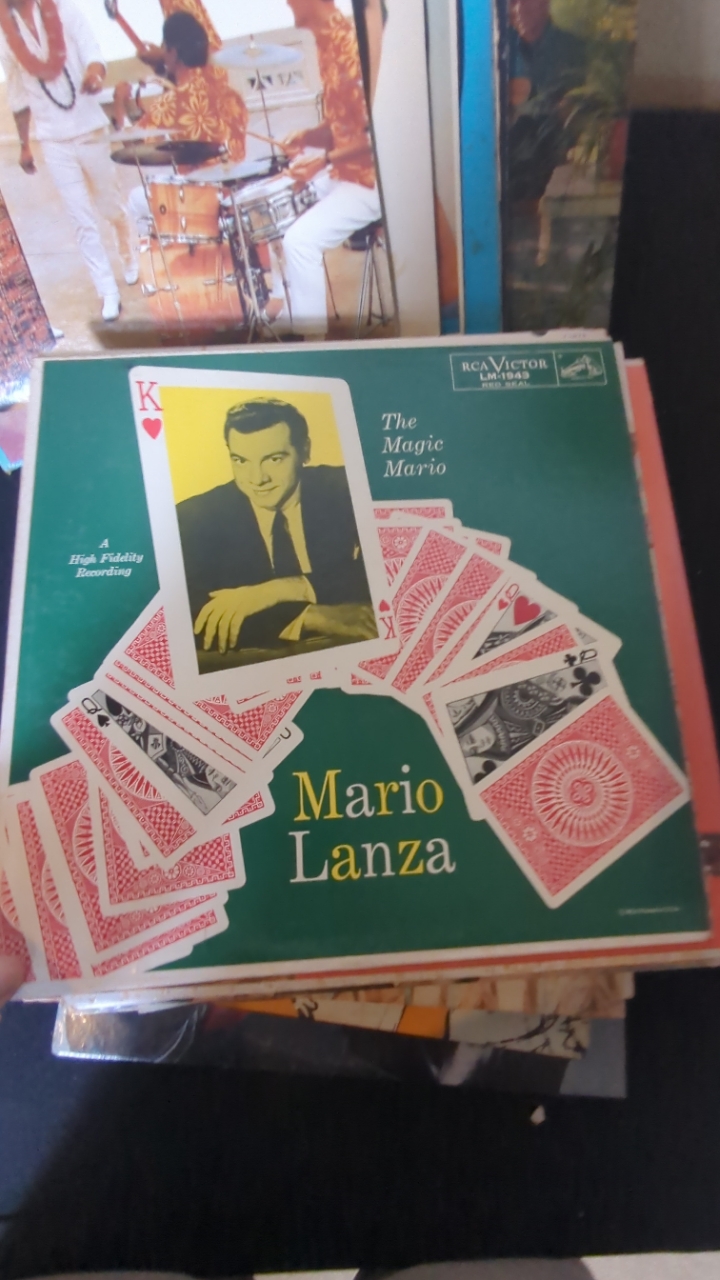 RCA VICTOR
LM-1943
RED SEAL
K
The
Magic
Mario
A
High Fidelity
Recording
K
Q
Q
Q
J
Mario
Lanza